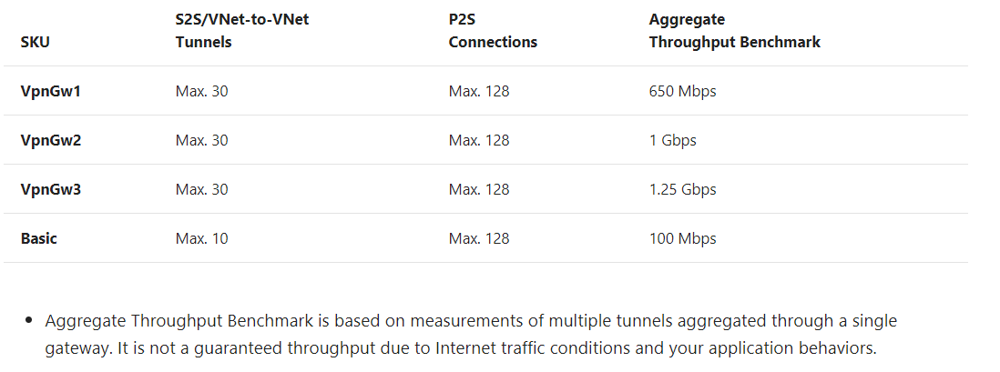 S2S/VNet-to-VNet P2S Aggregate
SKU Tunnels Connections Throughput Benchmark
VpnGw1 Max. 30 Max. 128 650 Mbps
VpnGw2 Max. 30 Max. 128 1 Gbps
VpnGw3 Max. 30 Max. 128 1.25 Gbps
Basic Max. 10 Max. 128 100 Mbps
• Aggregate Throughput Benchmark is based on measurements of multiple tunnels aggregated through a single
gateway. It is not a guaranteed throughput due to Internet traffic conditions and your application behaviors.